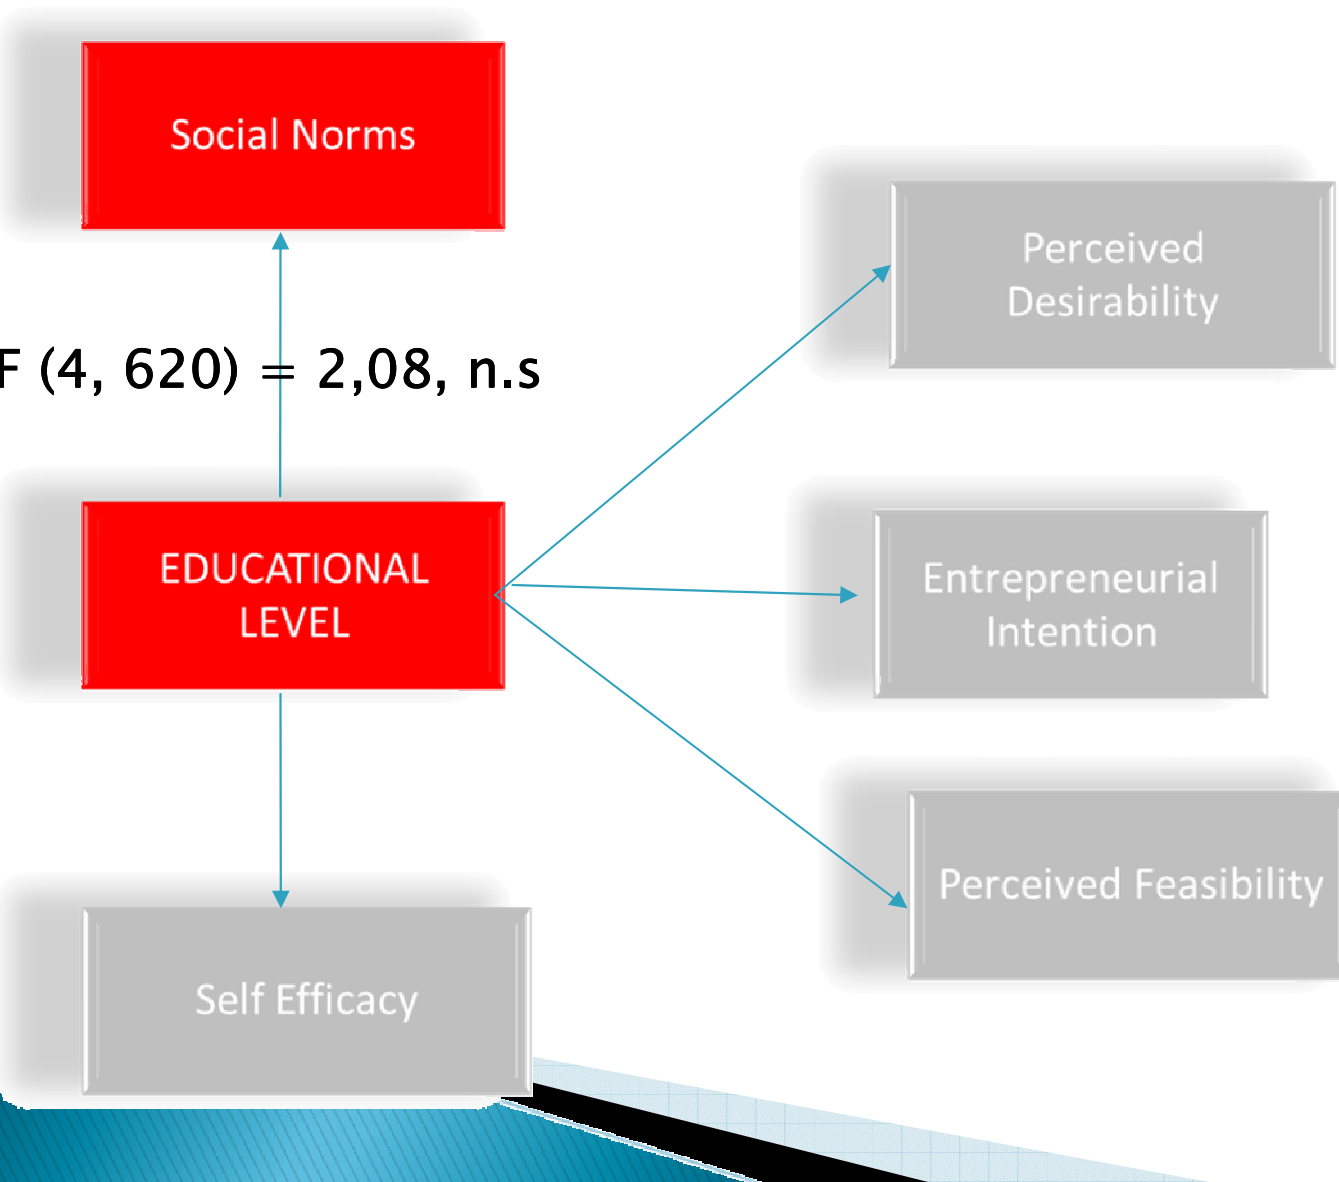 Social Norms
Perceived
Desirability
F (4, 620) = 2,08, n.s
EDUCATIONAL
LEVEL
Entrepreneurial
Intention
Perceived Feasibility
Self Efficacy